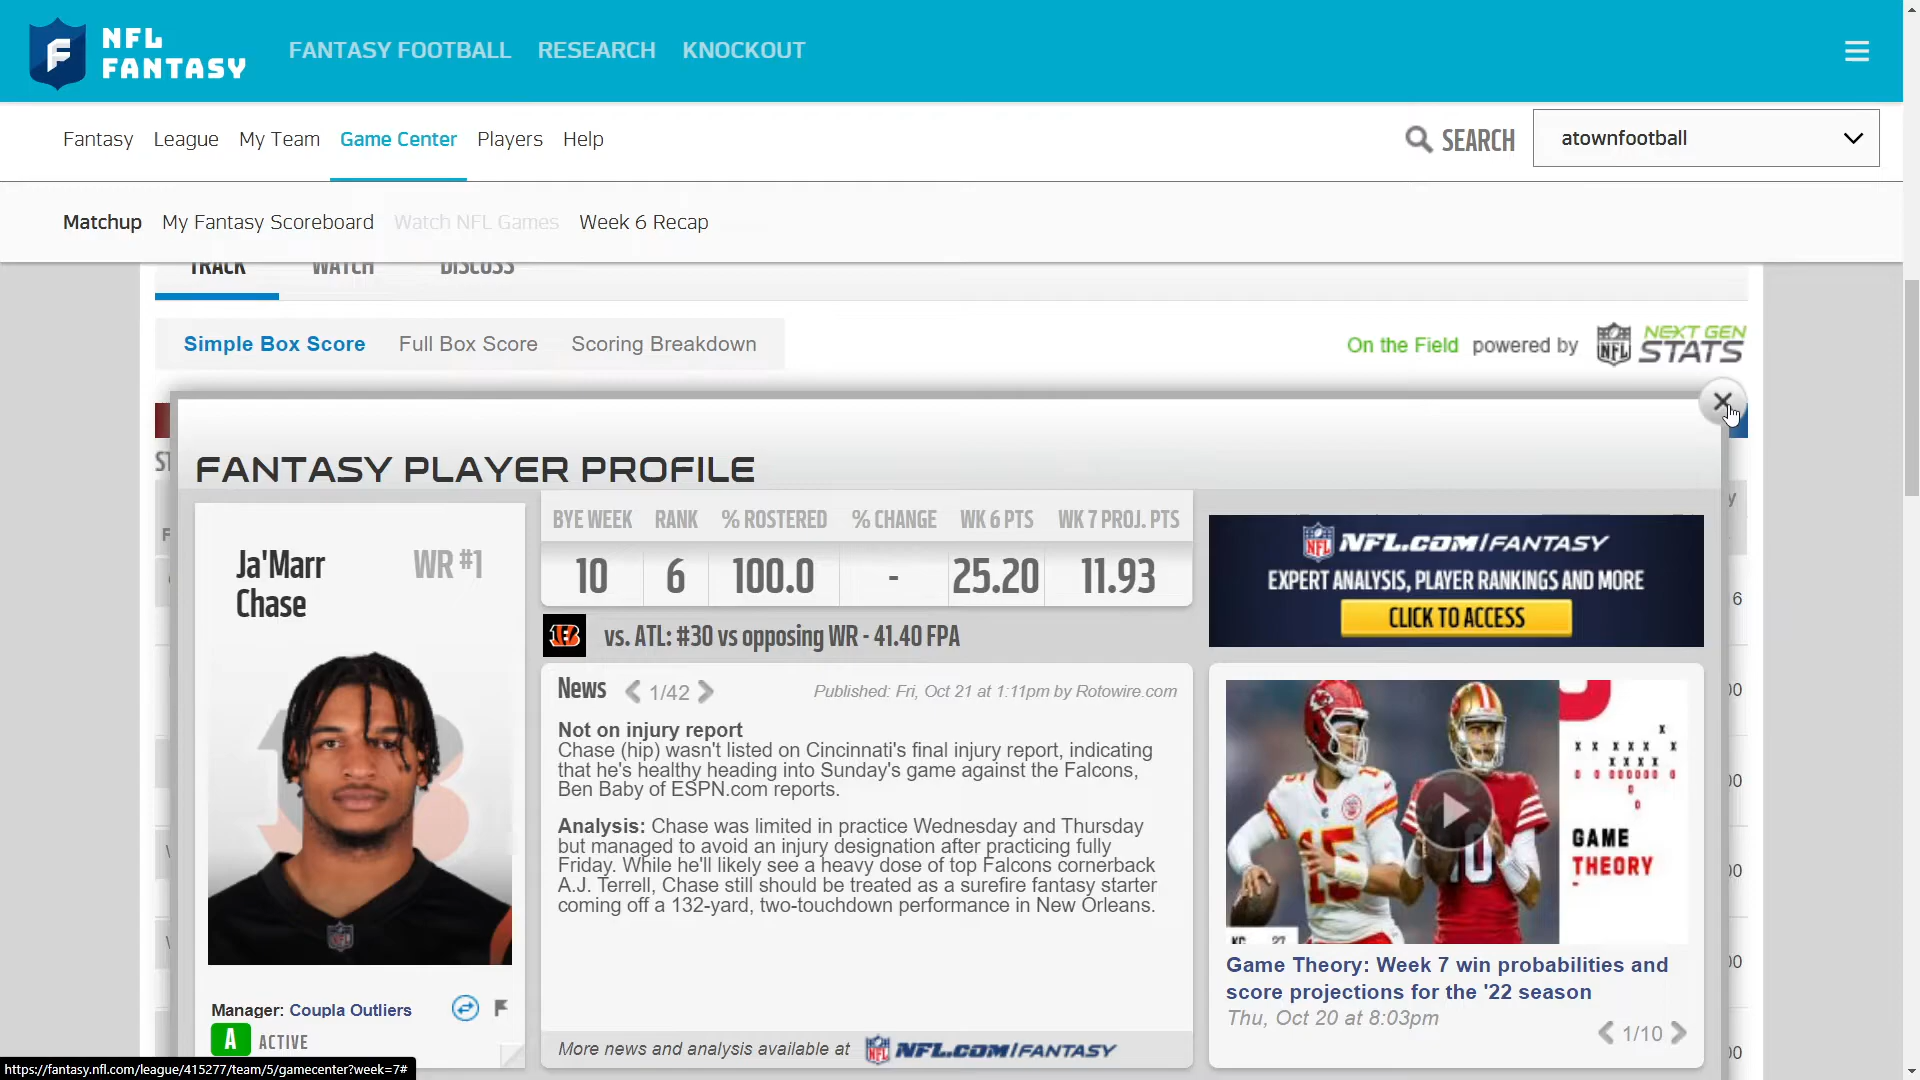 NFL FANTASY
FANTASY FOOTBALL RESEARCH KNOCKOUT
Fantasy League My Team Game Center Players Help
SEARCH
atownfootball
Matchup My Fantasy Scoreboard Watch NFL Games Week 6 Recap
TRACK WATCH DISCUSS
Simple Box Score Full Box Score Scoring Breakdown
On the Field powered by NFL NEXT GEN STATS
FANTASY PLAYER PROFILE
Ja'Marr Chase
WR #1
BYE WEEK RANK % ROSTERED % CHANGE WK 6 PTS WK 7 PROJ. PTS
10 6 100.0 - 25.20 11.93
vs. ATL: #30 vs opposing WR - 41.40 FPA
News 1/42 Published: Fri, Oct 21 at 1:11pm by Rotowire.com
Not on injury report
Chase (hip) wasn't listed on Cincinnati's final injury report, indicating
that he's healthy heading into Sunday's game against the Falcons,
Ben Baby of ESPN.com reports.
Analysis: Chase was limited in practice Wednesday and Thursday
but managed to avoid an injury designation after practicing fully
Friday. While he'll likely see a heavy dose of top Falcons cornerback
A.J. Terrell, Chase still should be treated as a surefire fantasy starter
coming off a 132-yard, two-touchdown performance in New Orleans.
More news and analysis available at NFL.COM/FANTASY
Manager: Coupla Outliers
A ACTIVE
NFL.COM/FANTASY
EXPERT ANALYSIS, PLAYER RANKINGS AND MORE
CLICK TO ACCESS
GAME
THEORY
Game Theory: Week 7 win probabilities and
score projections for the '22 season
Thu, Oct 20 at 8:03pm
1/10
https://fantasy.nfl.com/league/415277/team/5/gamecenter?week=7#